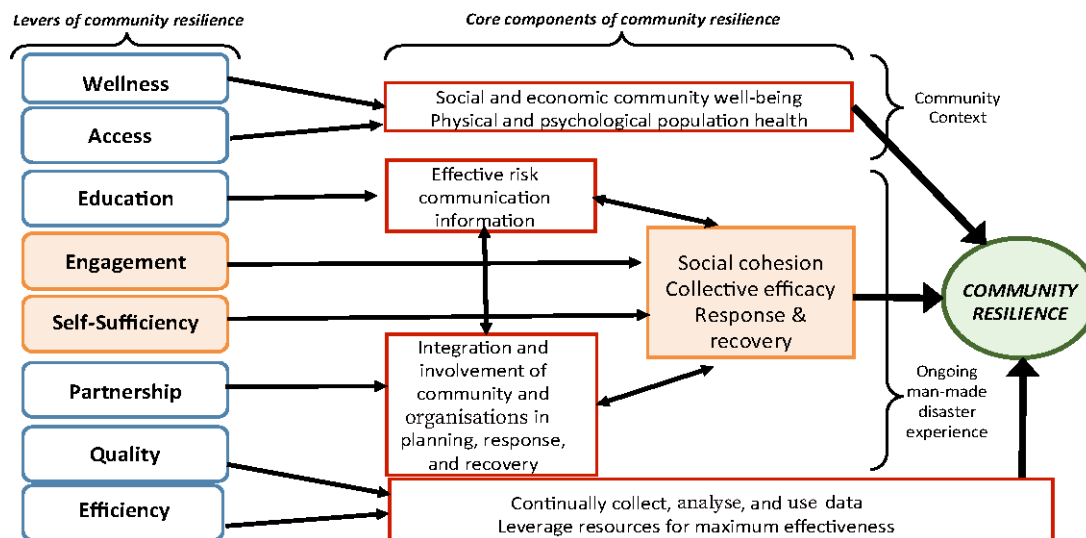 Levers of community resilience
Core components of community resilience
Wellness
Access
Education
Engagement
Self-Sufficiency
Partnership
Quality
Efficiency
Social and economic community well-being
Physical and psychological population health
Effective risk
communication
information
Integration and
involvement of
community and
organisations in
planning, response,
and recovery
Social cohesion
Collective efficacy
Response &
recovery
Continually collect, analyse, and use data
Leverage resources for maximum effectiveness
Community
Context
Ongoing
man-made
disaster
experience
COMMUNITY
RESILIENCE